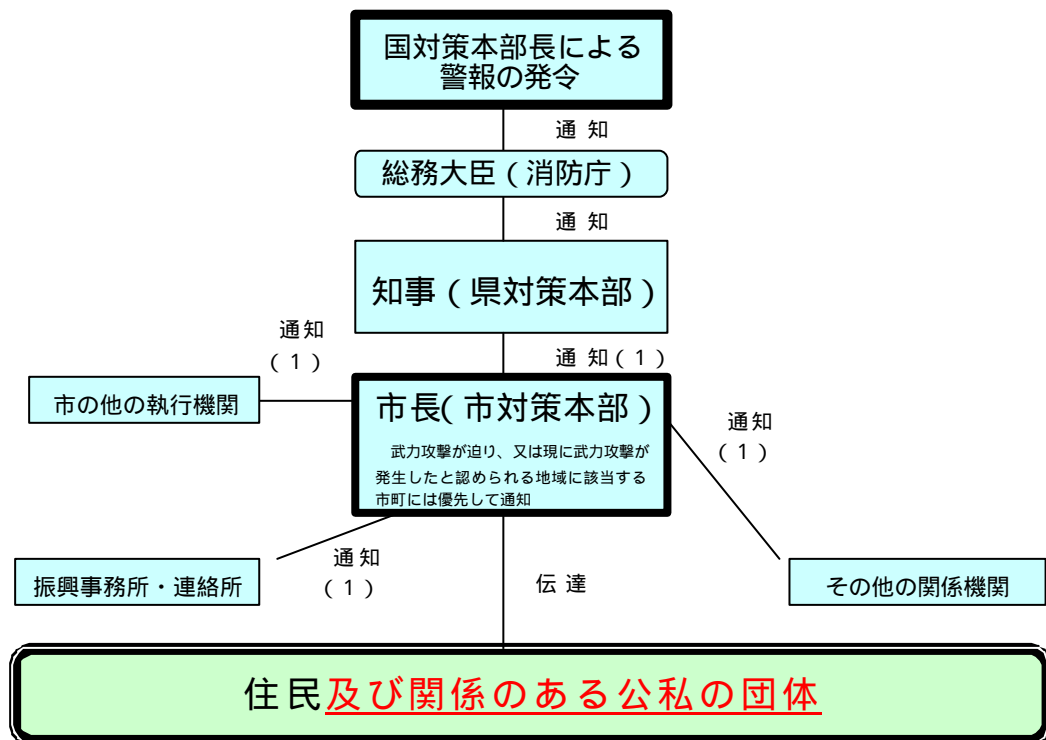 国対策本部長による
警報の発令
通 知
総務大臣（消防庁）
通 知
知事（県対策本部）
通知
（１）
通 知（１）
市の他の執行機関
市長（市対策本部）
武力攻撃が迫り、又は現に武力攻撃が
発生したと認められる地域に該当する
市町には優先して通知
通知
（１）
振興事務所・連絡所
通知
（１）
伝 達
その他の関係機関
住民及び関係のある公私の団体